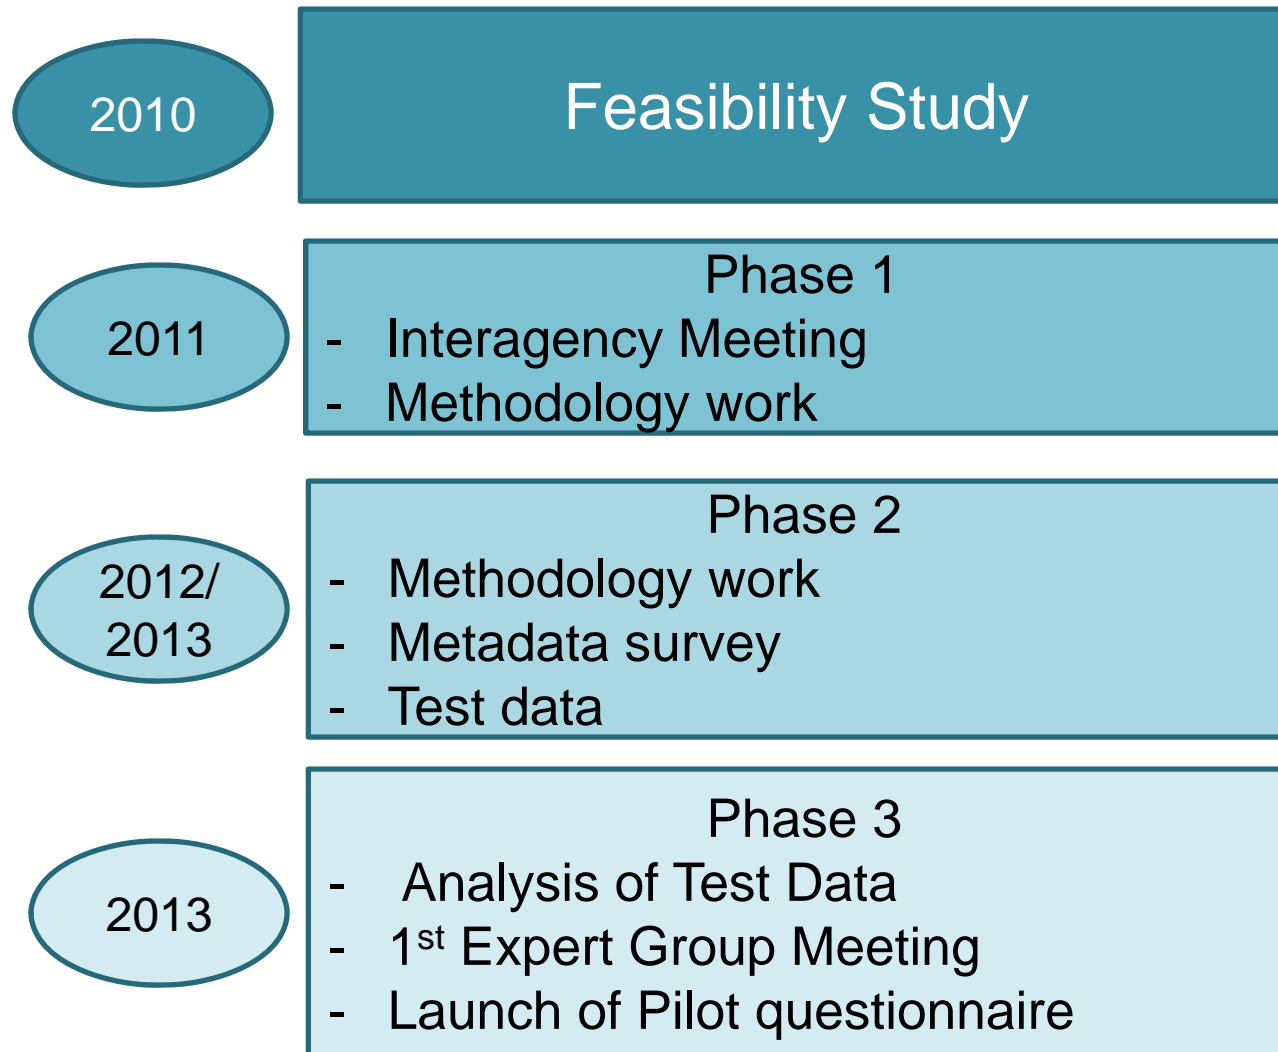 2010
Feasibility Study
2011
Phase 1
- Interagency Meeting
- Methodology work
2012/
2013
Phase 2
- Methodology work
- Metadata survey
- Test data
2013
Phase 3
- Analysis of Test Data
- 1st Expert Group Meeting
- Launch of Pilot questionnaire